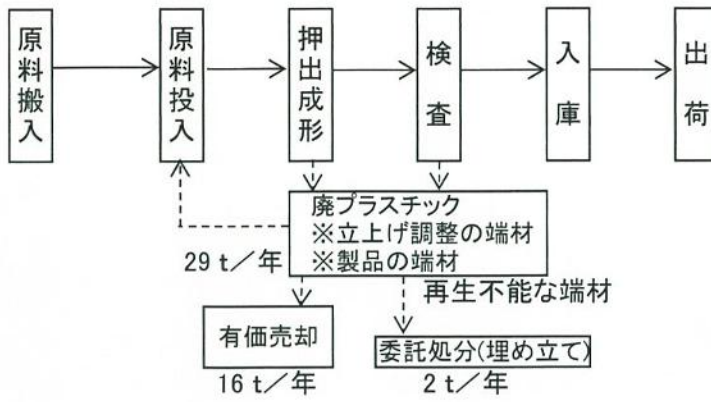 原料搬入
原料投入
押出成形
検査
入庫
出荷
廃プラスチック
※立上げ調整の端材
※製品の端材
29 t／年
再生不能な端材
有価売却
委託処分(埋め立て)
16 t／年
2 t／年